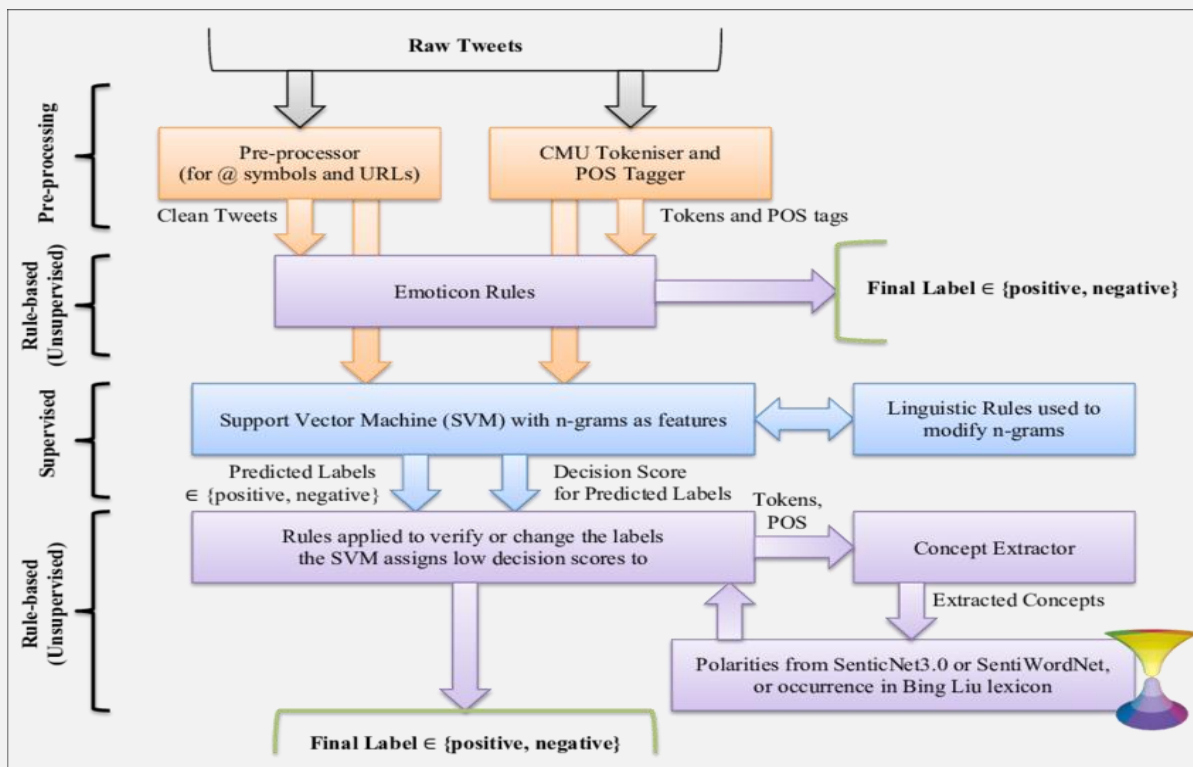 Raw Tweets
Pre-processing
Pre-processor
(for @ symbols and URLs)
CMU Tokeniser and
POS Tagger
Clean Tweets
Tokens and POS tags
Rule-based
(Unsupervised)
Emoticon Rules
Final Label ∈ {positive, negative}
Supervised
Support Vector Machine (SVM) with n-grams as features
Linguistic Rules used to
modify n-grams
Predicted Labels
∈ {positive, negative}
Decision Score
for Predicted Labels
Tokens,
POS
Rule-based
(Unsupervised)
Rules applied to verify or change the labels
the SVM assigns low decision scores to
Concept Extractor
Extracted Concepts
Polarities from SenticNet3.0 or SentiWordNet,
or occurrence in Bing Liu lexicon
Final Label ∈ {positive, negative}